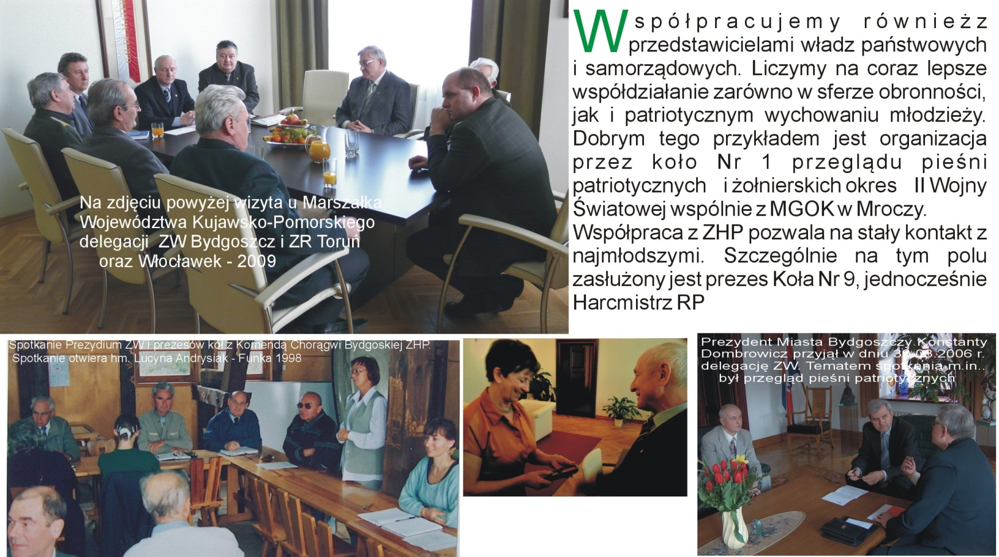 Współpracujemy również z
przedstawicielami władz państwowych
i samorządowych. Liczymy na coraz lepsze
współdziałanie zarówno w sferze obronności,
jak i patriotycznym wychowaniu młodzieży.
Dobrym tego przykładem jest organizacja
przez koło Nr 1 przeglądu pieśni
patriotycznych i żołnierskich okres II Wojny
Światowej wspólnie z MGOK w Mroczy.
Współpraca z ZHP pozwala na stały kontakt z
najmłodszymi. Szczególnie na tym polu
zasłużony jest prezes Koła Nr 9, jednocześnie
Harcmistrz RP
Na zdjęciu powyżej wizyta u Marszałka
Województwa Kujawsko-Pomorskiego
delegacji ZW Bydgoszcz i ZR Toruń
oraz Włocławek - 2009
Spotkanie Prezydium ZW i prezesów kół z Komendą Chorągwi Bydgoskiej ZHP.
Spotkanie otwiera hm. Lucyna Andrysiak - Funka 1998
Prezydent Miasta Bydgoszczy Konstanty
Dombrowicz przyjął w dniu 30.03.2006 r.
delegację ZW. Tematem spotkania m.in..
był przegląd pieśni patriotycznych